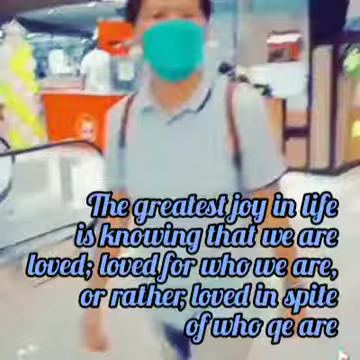 The greatest joy in life
is knowing that we are
loved; loved for who we are,
or rather, loved in spite
of who qe are